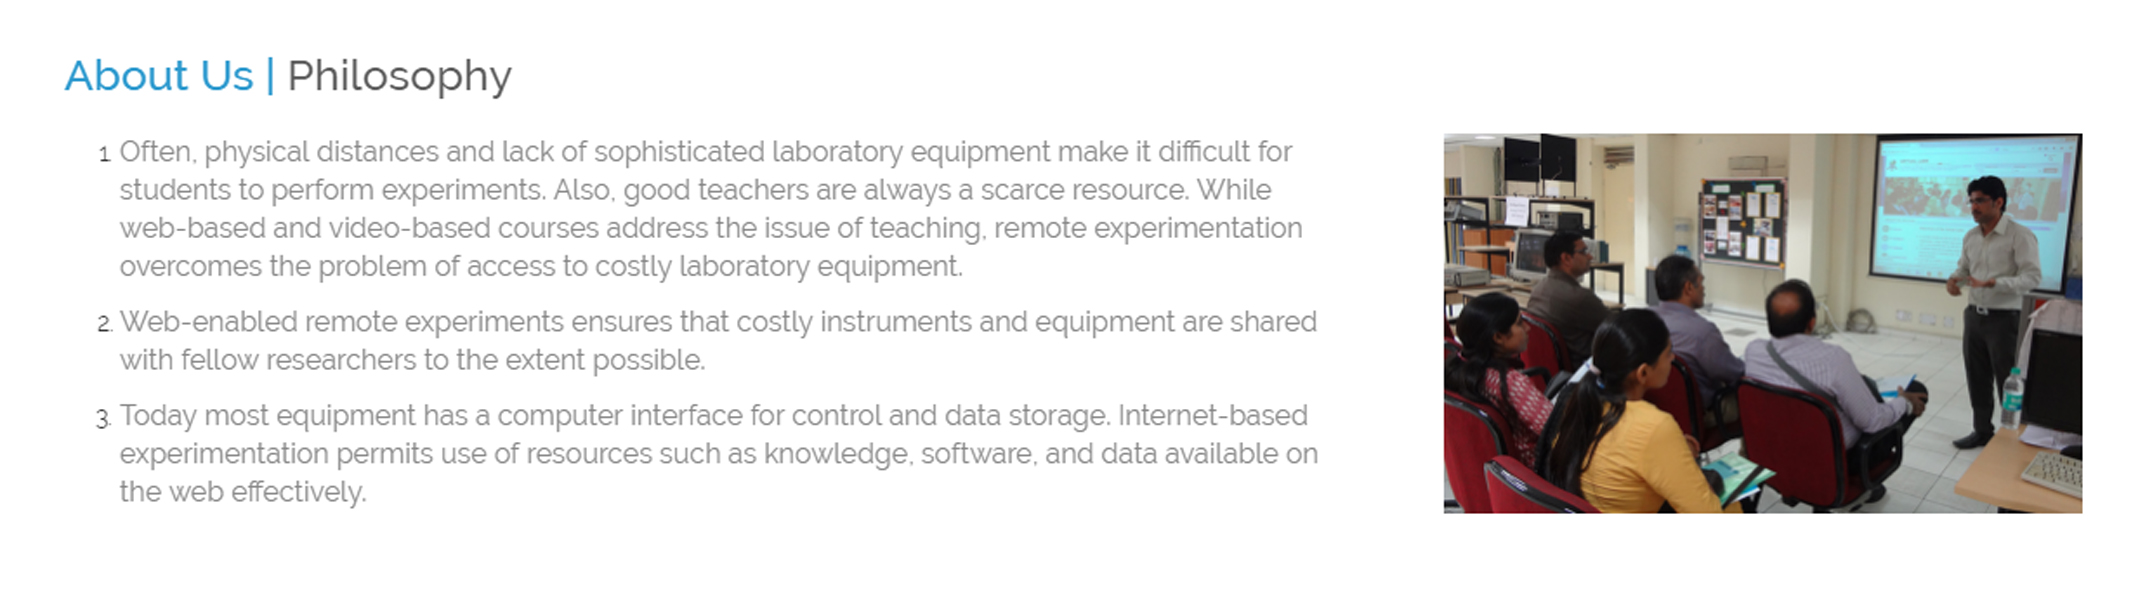 About Us | Philosophy
1. Often, physical distances and lack of sophisticated laboratory equipment make it difficult for
students to perform experiments. Also, good teachers are always a scarce resource. While
web-based and video-based courses address the issue of teaching, remote experimentation
overcomes the problem of access to costly laboratory equipment.
2. Web-enabled remote experiments ensures that costly instruments and equipment are shared
with fellow researchers to the extent possible.
3. Today most equipment has a computer interface for control and data storage. Internet-based
experimentation permits use of resources such as knowledge, software, and data available on
the web effectively.